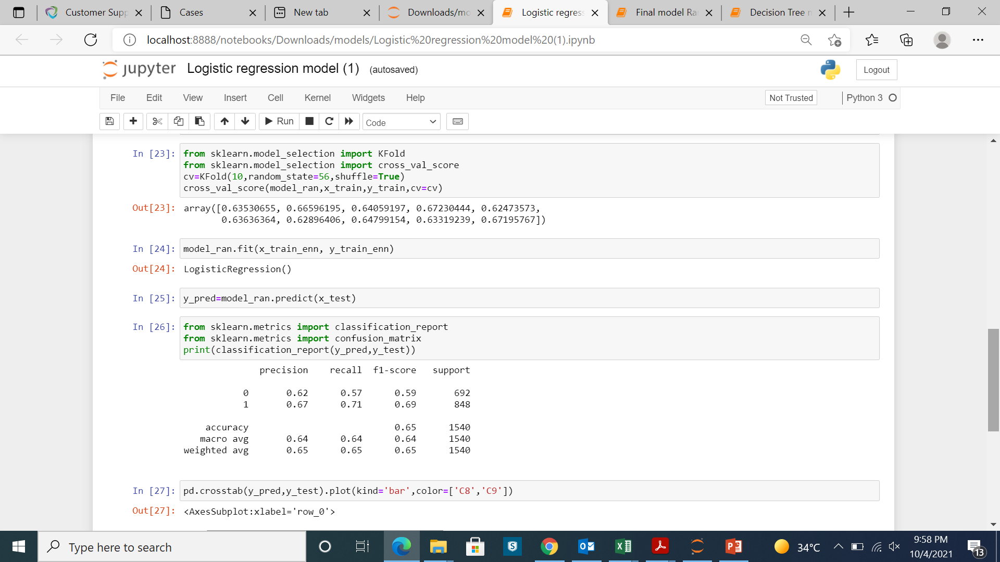 Customer Supp
Cases
New tab
Downloads/mo
Logistic regress
Final model Ra
Decision Tree m
localhost:8888/notebooks/Downloads/models/Logistic%20regression%20model%20(1).ipynb
jupyter Logistic regression model (1) (autosaved)
Logout
File Edit View Insert Cell Kernel Widgets Help
Not Trusted
Python 3
Run
Code
In [23]: from sklearn.model_selection import KFold
from sklearn.model_selection import cross_val_score
cv=KFold(10,random_state=56,shuffle=True)
cross_val_score(model_ran,x_train,y_train,cv=cv)
Out[23]: array([0.63530655, 0.66596195, 0.64059197, 0.67230444, 0.62473573,
0.63636364, 0.62896406, 0.64799154, 0.63319239, 0.67195767])
In [24]: model_ran.fit(x_train_enn, y_train_enn)
Out[24]: LogisticRegression()
In [25]: y_pred=model_ran.predict(x_test)
In [26]: from sklearn.metrics import classification_report
from sklearn.metrics import confusion_matrix
print(classification_report(y_pred,y_test))
precision recall f1-score support
0 0.62 0.57 0.59 692
1 0.67 0.71 0.69 848
accuracy 0.65 1540
macro avg 0.64 0.64 0.64 1540
weighted avg 0.65 0.65 0.65 1540
In [27]: pd.crosstab(y_pred,y_test).plot(kind='bar',color=['C8','C9'])
Out[27]: <AxesSubplot:xlabel='row_0'>
Type here to search
34°C
9:58 PM
10/4/2021
13